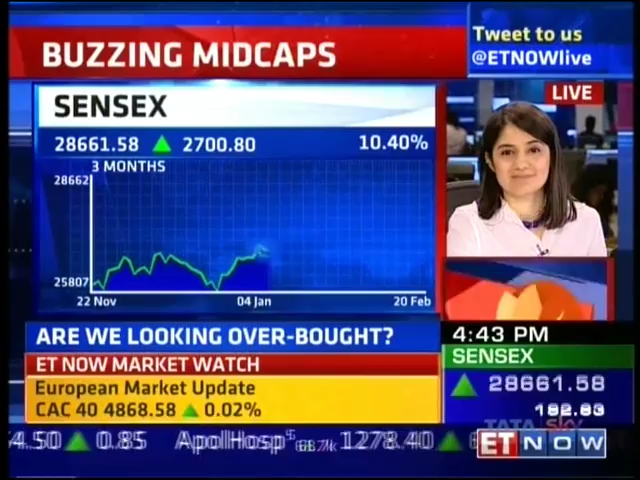 BUZZING MIDCAPS
Tweet to us
@ETNOWlive
LIVE
SENSEX
28661.58 ▲ 2700.80 10.40%
3 MONTHS
28662
25807
22 Nov 04 Jan 20 Feb
ARE WE LOOKING OVER-BOUGHT?
ET NOW MARKET WATCH
European Market Update
CAC 40 4868.58 ▲ 0.02%
4:43 PM
SENSEX
▲ 28661.58
182.83
TATA SKY
4.50 ▲ 0.85 ApolloHosp 1278.40 ▲
ET NOW